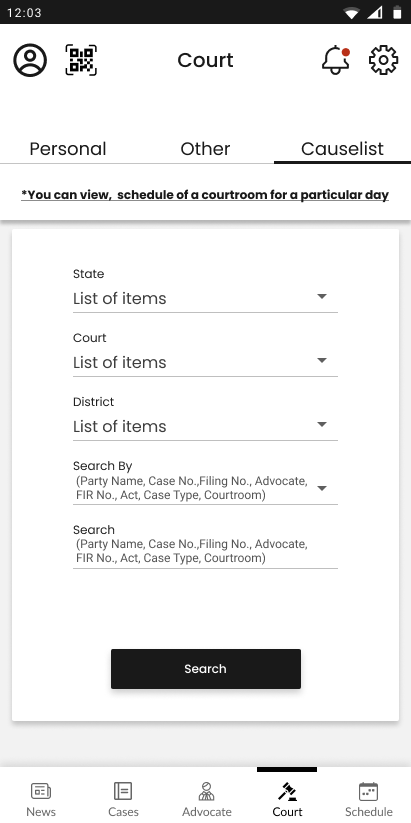 12:03
Court
Personal
Other
Causelist
*You can view,  schedule of a courtroom for a particular day
State
List of items
Court
List of items
District
List of items
Search By
(Party Name, Case No.,Filing No., Advocate,
FIR No., Act, Case Type, Courtroom)
Search
(Party Name, Case No.,Filing No., Advocate,
FIR No., Act, Case Type, Courtroom)
Search
News
Cases
Advocate
Court
Schedule